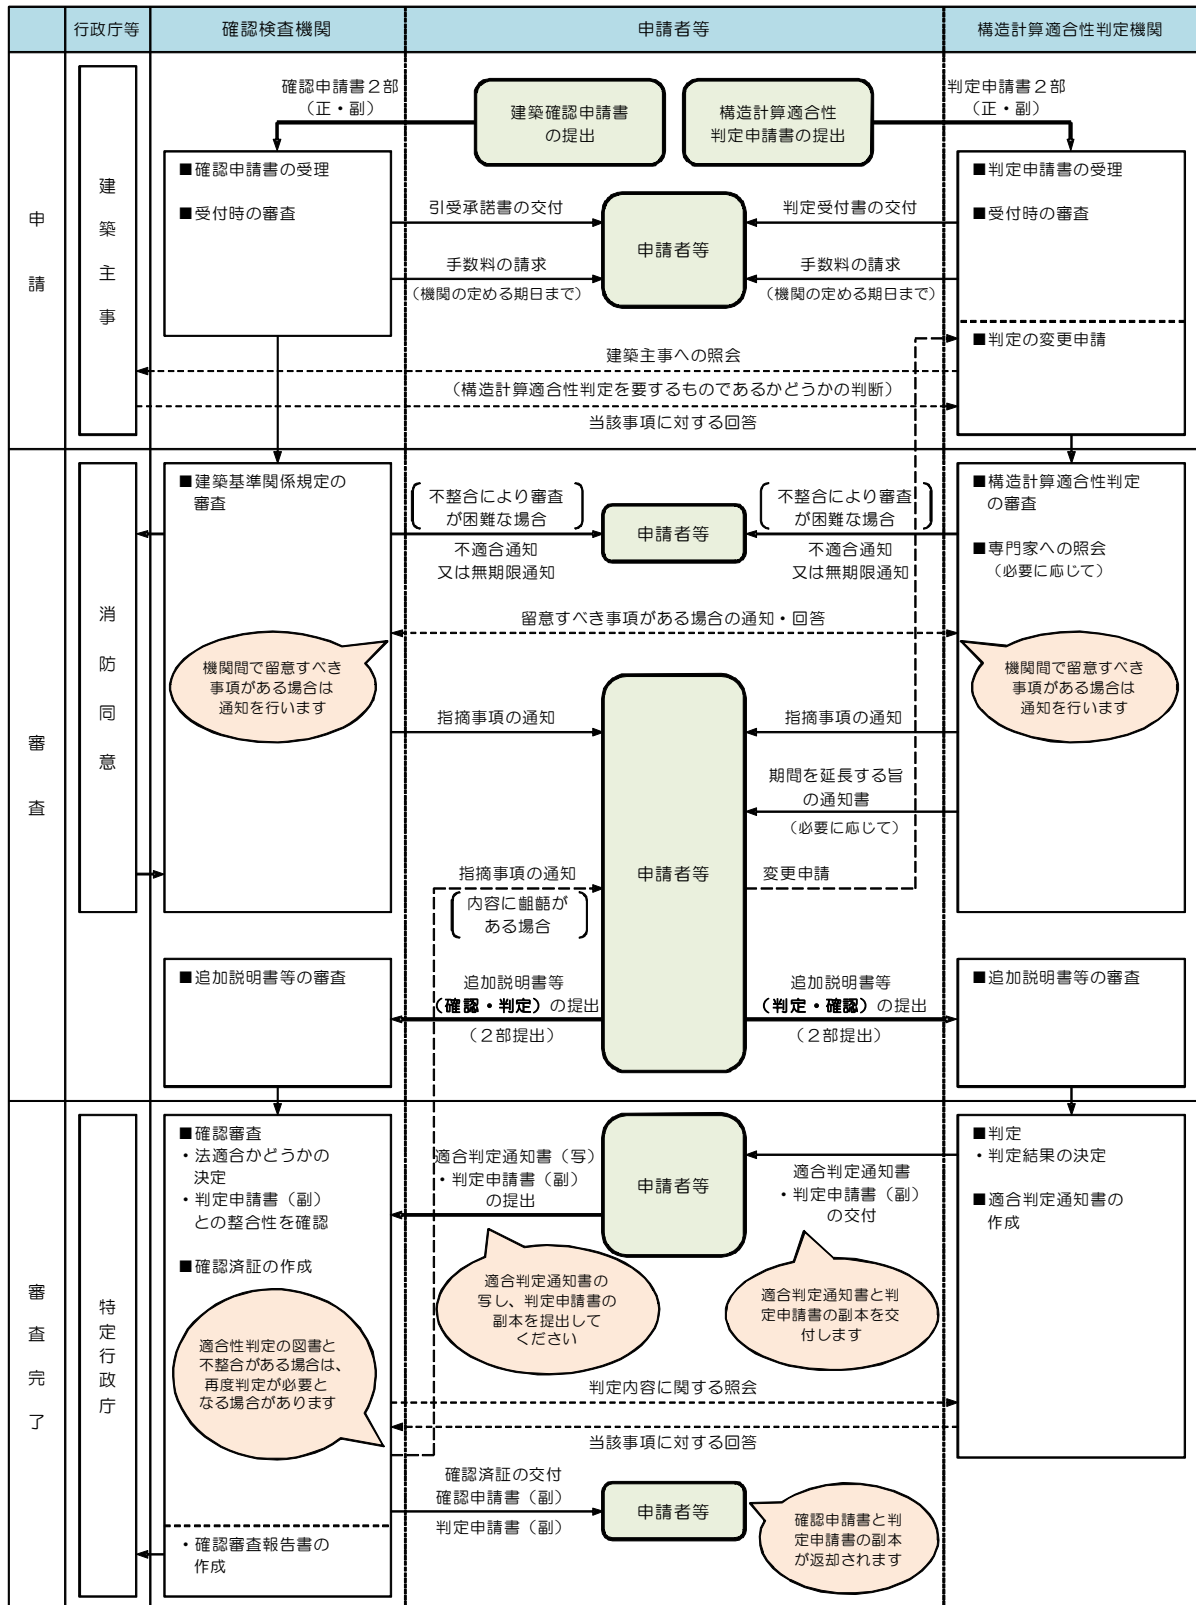 行政庁等
確認検査機関
申請者等
構造計算適合性判定機関
申請
建築主事
確認申請書２部
（正・副）
建築確認申請書
の提出
構造計算適合性
判定申請書の提出
判定申請書２部
（正・副）
■確認申請書の受理
■受付時の審査
引受承諾書の交付
手数料の請求
（機関の定める期日まで）
申請者等
判定受付書の交付
手数料の請求
（機関の定める期日まで）
■判定申請書の受理
■受付時の審査
■判定の変更申請
建築主事への照会
（構造計算適合性判定を要するものであるかどうかの判断）
当該事項に対する回答
審査
消防同意
■建築基準関係規定の
審査
不整合により審査
が困難な場合
不適合通知
又は無期限通知
申請者等
不整合により審査
が困難な場合
不適合通知
又は無期限通知
■構造計算適合性判定
の審査
■専門家への照会
（必要に応じて）
留意すべき事項がある場合の通知・回答
機関間で留意すべき
事項がある場合は
通知を行います
機関間で留意すべき
事項がある場合は
通知を行います
指摘事項の通知
指摘事項の通知
期間を延長する旨
の通知書
（必要に応じて）
指摘事項の通知
内容に齟齬が
ある場合
申請者等
変更申請
■追加説明書等の審査
追加説明書等
（確認・判定）の提出
（２部提出）
追加説明書等
（判定・確認）の提出
（２部提出）
■追加説明書等の審査
審査完了
特定行政庁
■確認審査
・法適合かどうかの
決定
・判定申請書（副）
との整合性を確認
■確認済証の作成
適合判定通知書（写）
・判定申請書（副）
の提出
申請者等
適合判定通知書
・判定申請書（副）
の交付
■判定
・判定結果の決定
■適合判定通知書の
作成
適合判定通知書の
写し、判定申請書の
副本を提出して
ください
適合判定通知書と判
定申請書の副本を交
付します
適合性判定の図書と
不整合がある場合は、
再度判定が必要と
なる場合があります
判定内容に関する照会
当該事項に対する回答
確認済証の交付
確認申請書（副）
判定申請書（副）
申請者等
確認申請書と判
定申請書の副本
が返却されます
・確認審査報告書の
作成